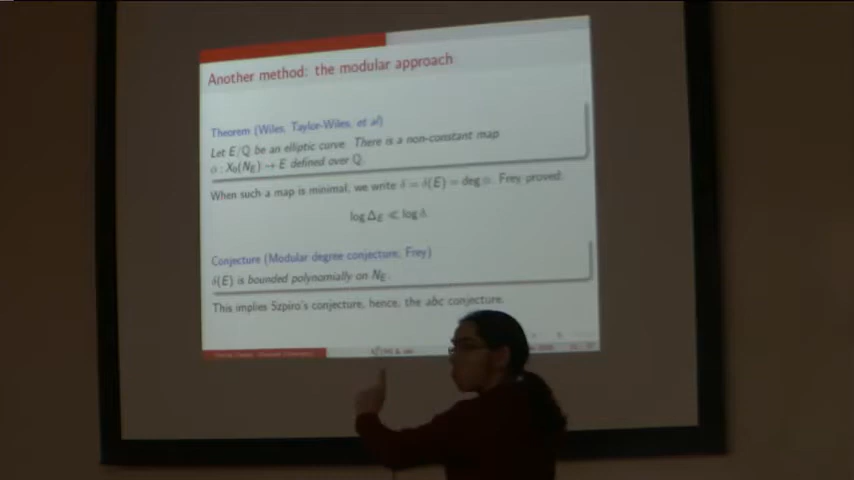 Another method: the modular approach
Theorem (Wiles, Taylor-Wiles, et al)
Let E/Q be an elliptic curve. There is a non-constant map
α : X₀(N_E) → E defined over Q.
When such a map is minimal, we write δ = δ(E) = deg α. Frey proved:
log Δ_E ≪ log δ.
Conjecture (Modular degree conjecture, Frey)
δ(E) is bounded polynomially on N_E.
This implies Szpiro's conjecture, hence, the abc conjecture.